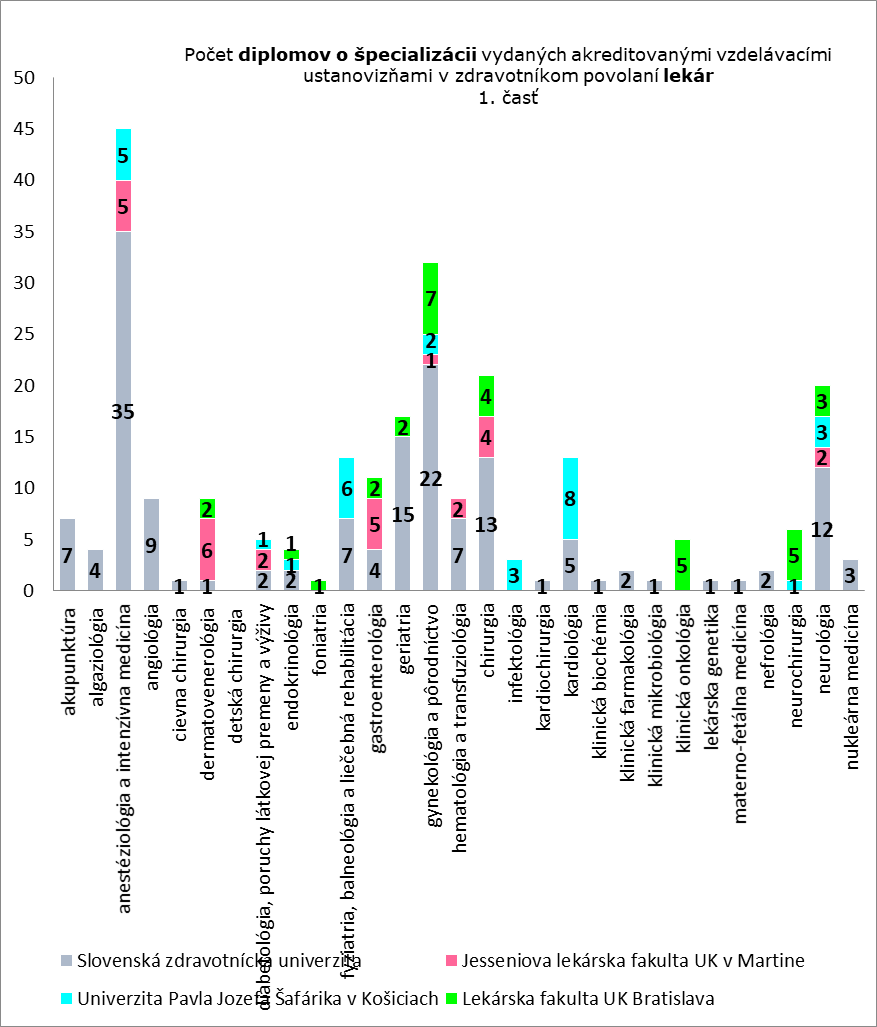 Počet diplomov o špecializácii vydaných akreditovanými vzdelávacími
ustanovizňami v zdravotníkom povolaní lekár
1. časť
50
45
40
35
30
25
20
15
10
5
0
7
4
35
5
5
9
1
1
6
2
2
2
1
2
1
1
1
7
6
4
5
2
15
2
22
1
2
7
7
2
13
4
4
3
1
5
8
1
2
1
5
1
1
2
1
5
12
2
3
3
3
akupunktúra
algaziológia
anestéziológia a intenzívna medicína
angiológia
cievna chirurgia
dermatovenerológia
detská chirurgia
diabetológia, poruchy látkovej premeny a výživy
endokrinológia
foniatria
fyziatria, balneológia a liečebná rehabilitácia
gastroenterológia
geriatria
gynekológia a pôrodníctvo
hematológia a transfuziológia
chirurgia
infektológia
kardiochirurgia
kardiológia
klinická biochémia
klinická farmakológia
klinická mikrobiológia
klinická onkológia
lekárska genetika
materno-fetálna medicína
nefrológia
neurochirurgia
neurológia
nukleárna medicína
Slovenská zdravotnícka univerzita
Jesseniova lekárska fakulta UK v Martine
Univerzita Pavla Jozefa Šafárika v Košiciach
Lekárska fakulta UK Bratislava